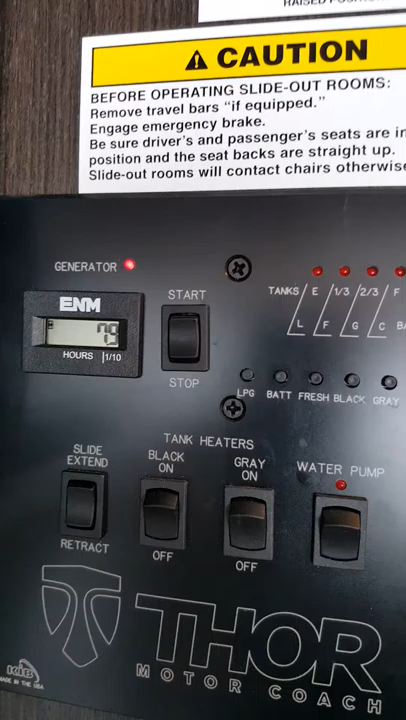 RAISED POSITION
CAUTION
BEFORE OPERATING SLIDE-OUT ROOMS:
Remove travel bars "if equipped."
Engage emergency brake.
Be sure driver's and passenger's seats are in
position and the seat backs are straight up.
Slide-out rooms will contact chairs otherwise
GENERATOR
ENM
79
HOURS 1/10
START
STOP
TANKS E 1/3 2/3 F
L F G C BA
LPG BATT FRESH BLACK GRAY
SLIDE
EXTEND
RETRACT
TANK HEATERS
BLACK
ON
OFF
GRAY
ON
OFF
WATER PUMP
THOR
MOTOR COACH
KIB
MADE IN THE USA